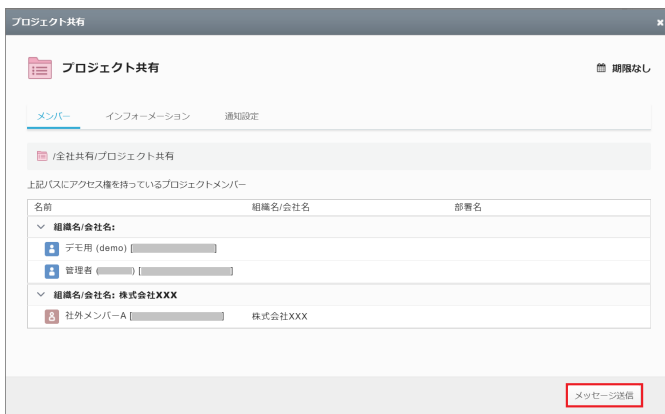 プロジェクト共有
プロジェクト共有
期限なし
メンバー インフォーメーション 通知設定
/全社共有/プロジェクト共有
上記パスにアクセス権を持っているプロジェクトメンバー
名前 組織名/会社名 部署名
組織名/会社名:
デモ用 (demo) [ ]
管理者 ( ) [ ]
組織名/会社名: 株式会社XXX
社外メンバーA [ ] 株式会社XXX
メッセージ送信